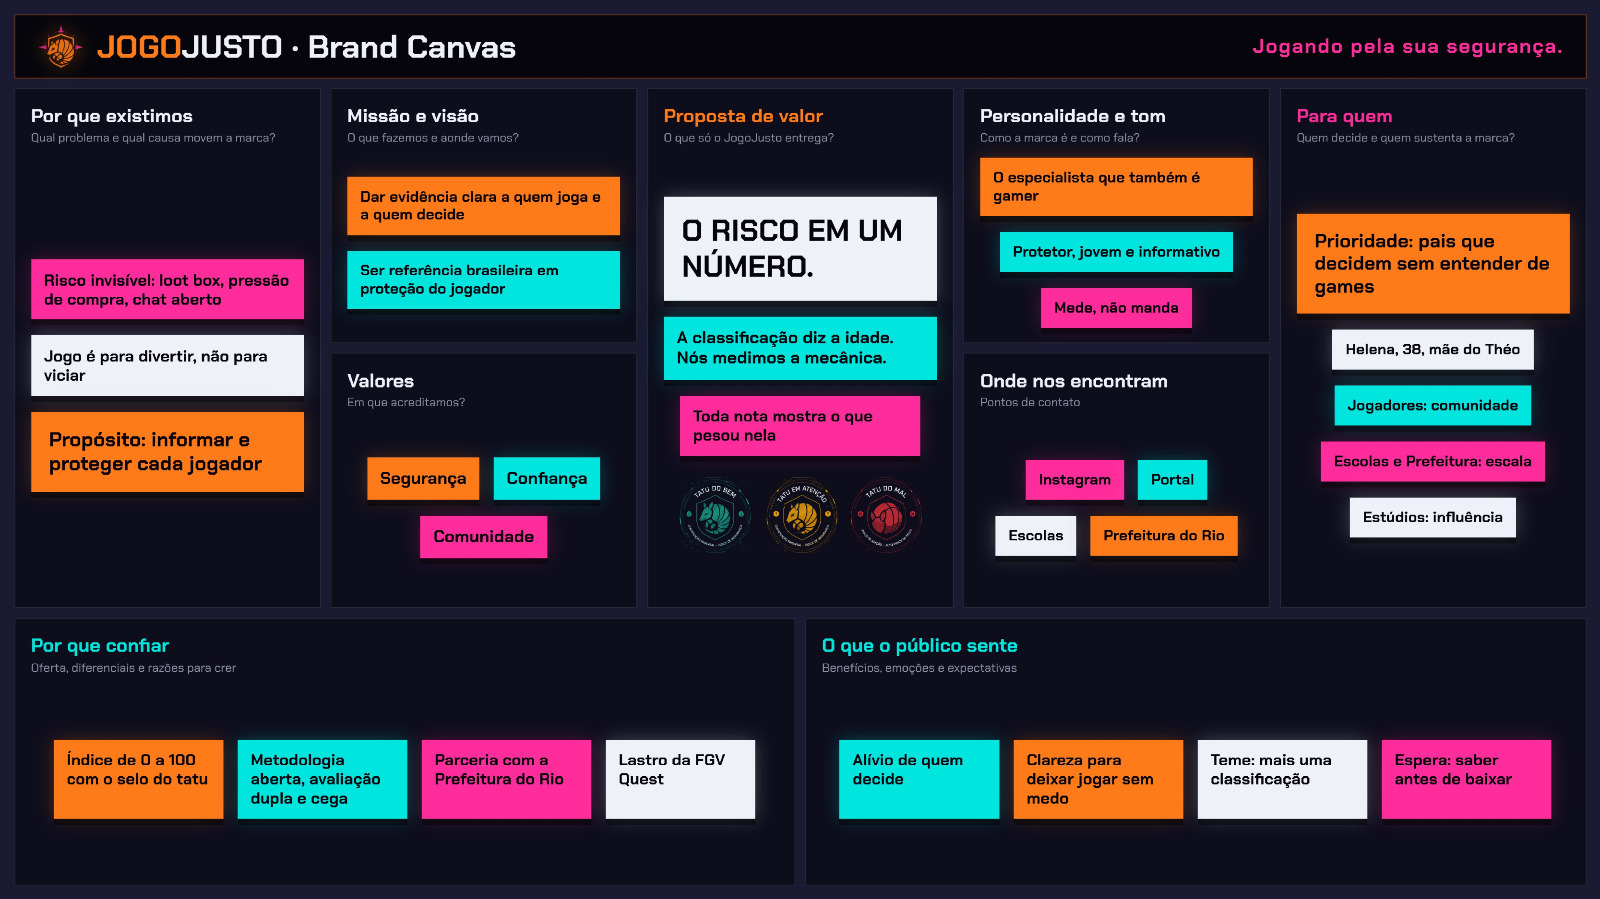 JOGOJUSTO · Brand Canvas
Jogando pela sua segurança.
Por que existimos
Qual problema e qual causa movem a marca?
Risco invisível: loot box, pressão
de compra, chat aberto
Jogo é para divertir, não para
viciar
Propósito: informar e
proteger cada jogador
Missão e visão
O que fazemos e aonde vamos?
Dar evidência clara a quem joga e
a quem decide
Ser referência brasileira em
proteção do jogador
Valores
Em que acreditamos?
Segurança
Confiança
Comunidade
Proposta de valor
O que só o JogoJusto entrega?
O RISCO EM UM
NÚMERO.
A classificação diz a idade.
Nós medimos a mecânica.
Toda nota mostra o que
pesou nela
TATU DO BEM
TATU EM ATENÇÃO
TATU DO MAL
Personalidade e tom
Como a marca é e como fala?
O especialista que também é
gamer
Protetor, jovem e informativo
Mede, não manda
Onde nos encontram
Pontos de contato
Instagram
Portal
Escolas
Prefeitura do Rio
Para quem
Quem decide e quem sustenta a marca?
Prioridade: pais que
decidem sem entender de
games
Helena, 38, mãe do Théo
Jogadores: comunidade
Escolas e Prefeitura: escala
Estúdios: influência
Por que confiar
Oferta, diferenciais e razões para crer
Índice de 0 a 100
com o selo do tatu
Metodologia
aberta, avaliação
dupla e cega
Parceria com a
Prefeitura do Rio
Lastro da FGV
Quest
O que o público sente
Benefícios, emoções e expectativas
Alívio de quem
decide
Clareza para
deixar jogar sem
medo
Teme: mais uma
classificação
Espera: saber
antes de baixar